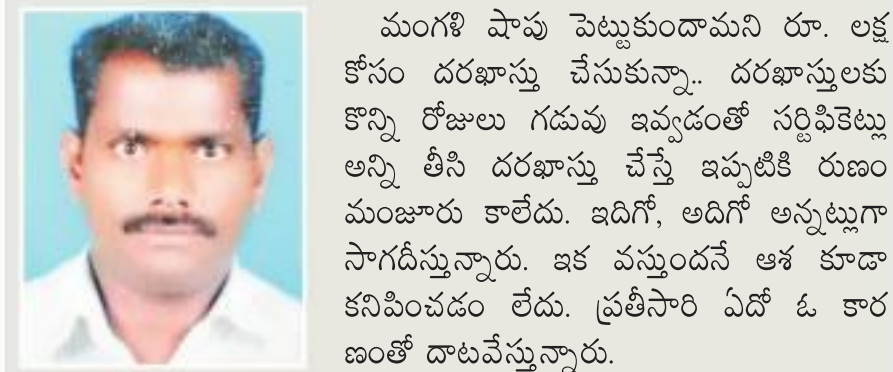 మంగళి షాపు పెట్టుకుందామని రూ. లక్ష
కోసం దరఖాస్తు చేసుకున్నా.. దరఖాస్తులకు
కొన్ని రోజులు గడువు ఇవ్వడంతో సర్టిఫికెట్లు
అన్ని తీసి దరఖాస్తు చేస్తే ఇప్పటికి రుణం
మంజూరు కాలేదు. ఇదిగో, అదిగో అన్నట్లుగా
సాగదీస్తున్నారు. ఇక వస్తుందనే ఆశ కూడా
కనిపించడం లేదు. ప్రతీసారి ఏదో ఓ కార
ణంతో దాటవేస్తున్నారు.